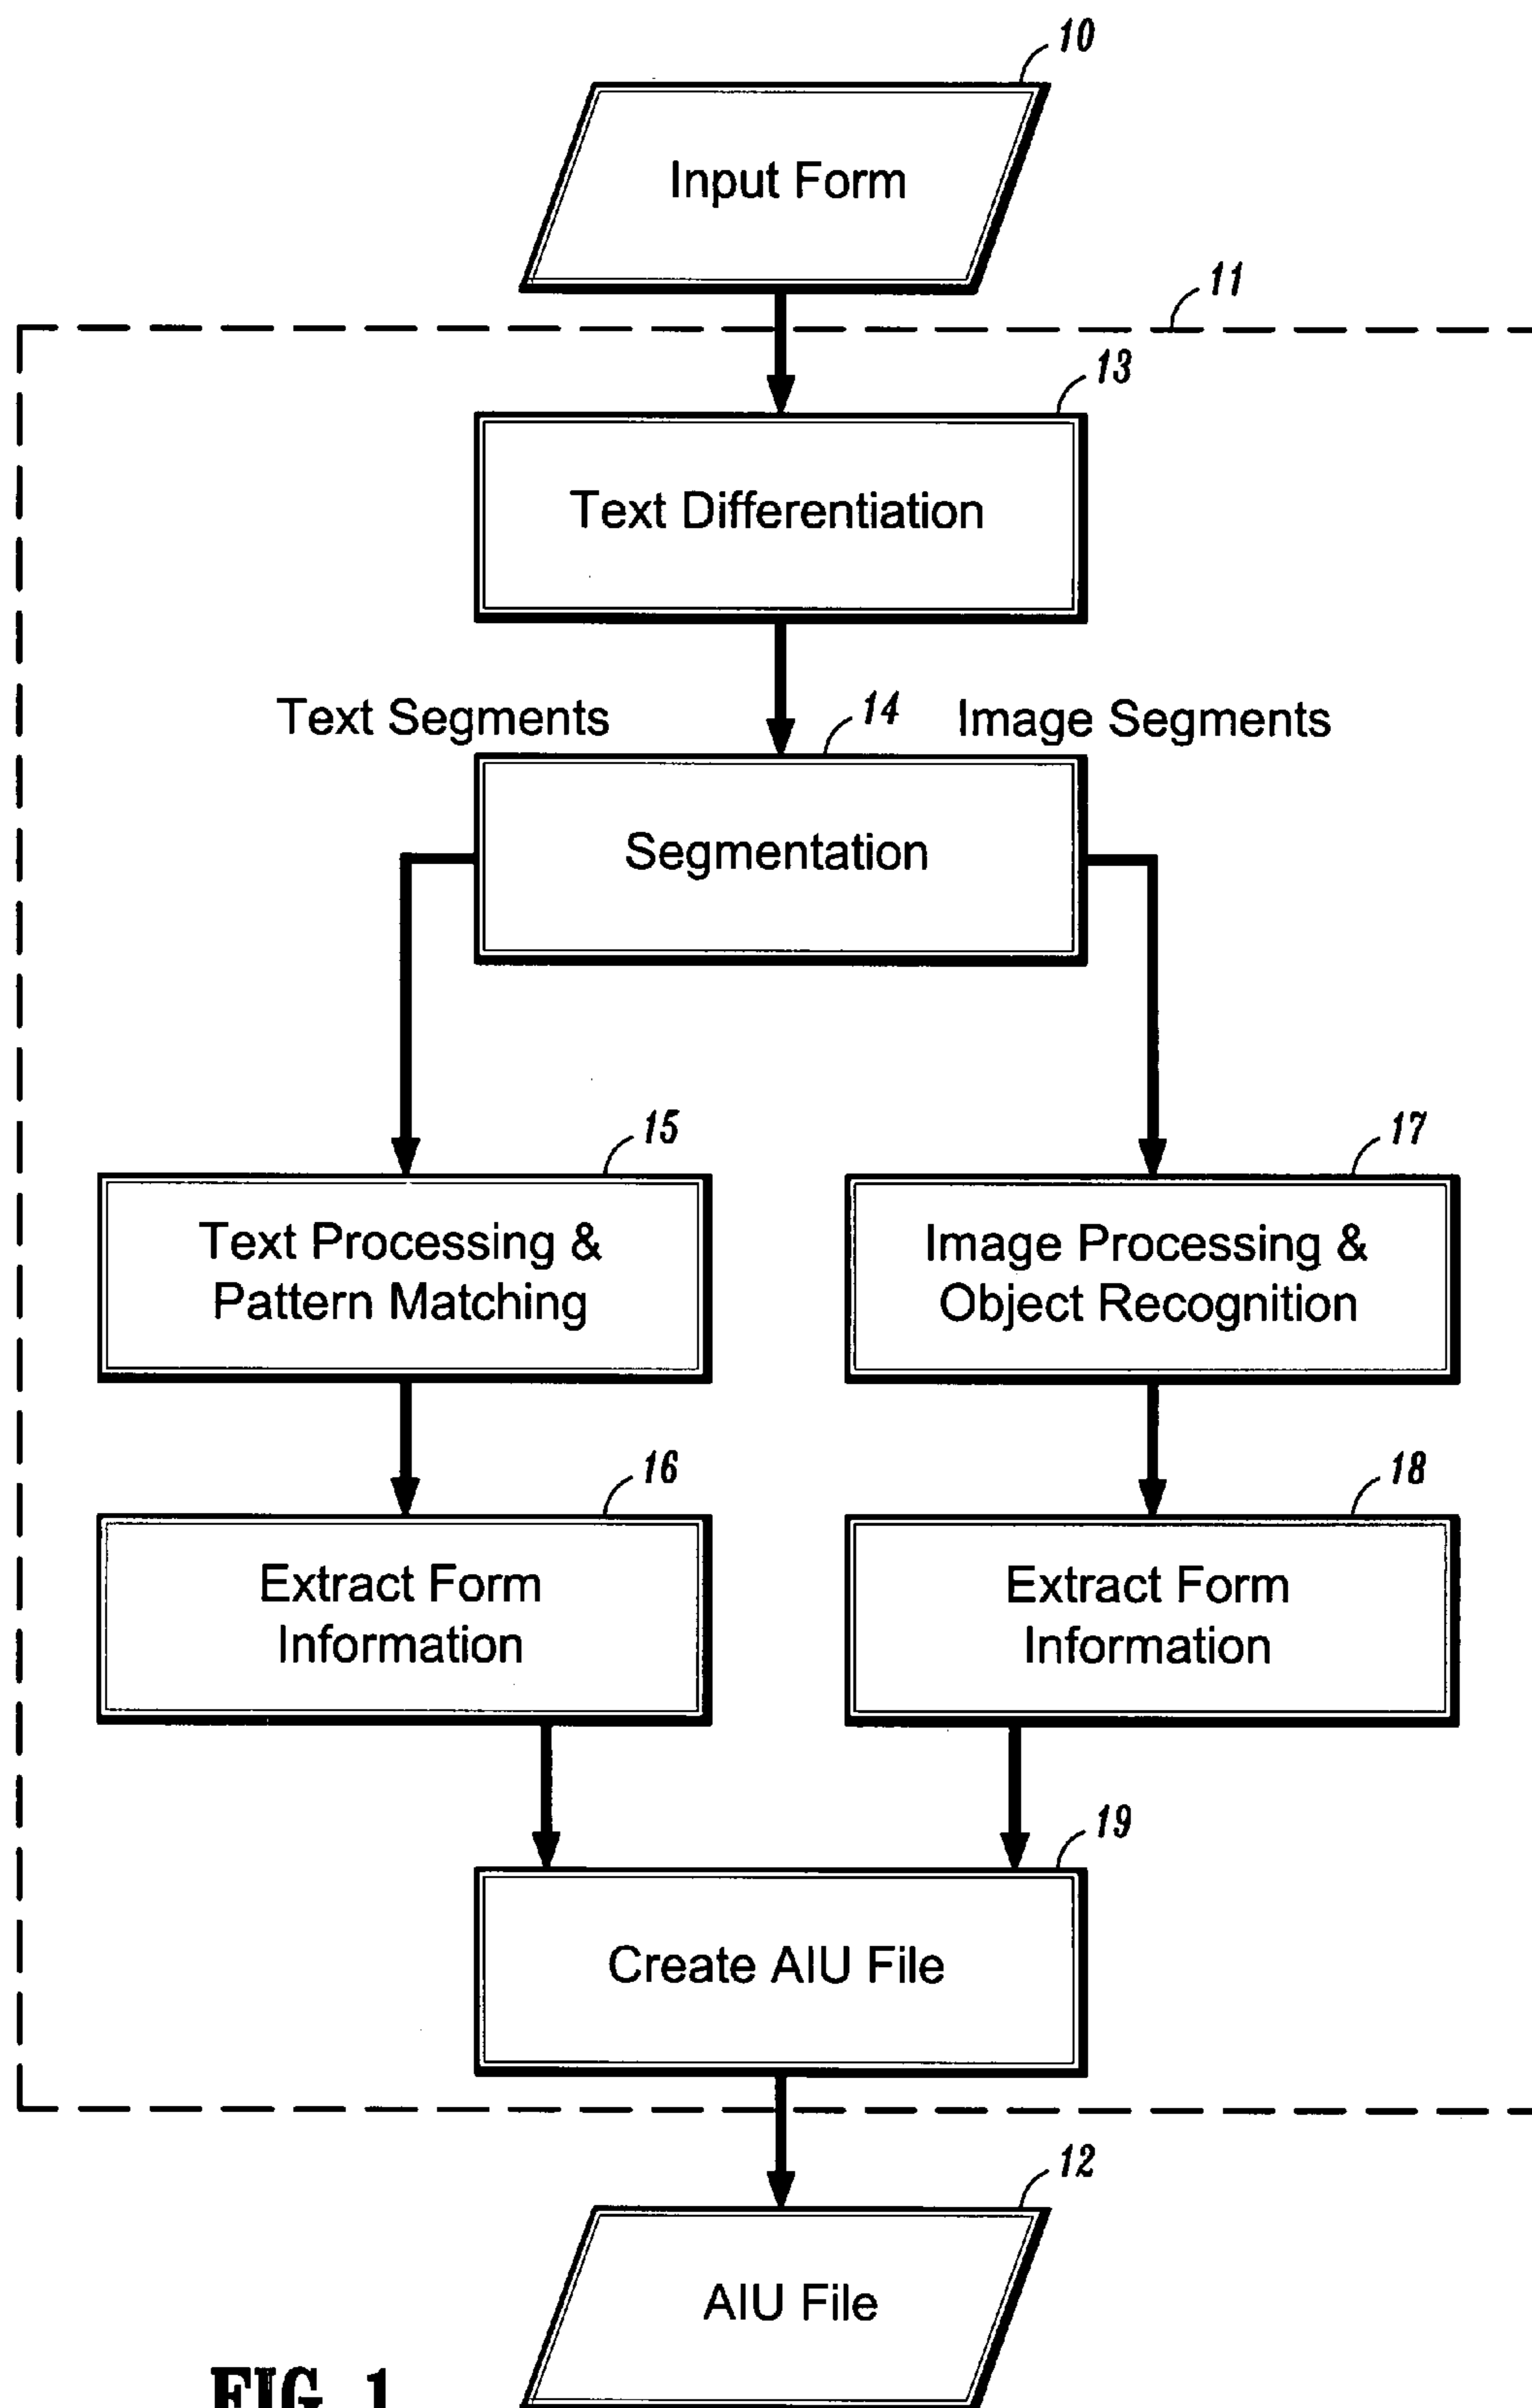 10
Input Form
11
13
Text Differentiation
Text Segments
14
Image Segments
Segmentation
15
17
Text Processing &
Pattern Matching
Image Processing &
Object Recognition
16
18
Extract Form
Information
Extract Form
Information
19
Create AIU File
12
AIU File
FIG. 1